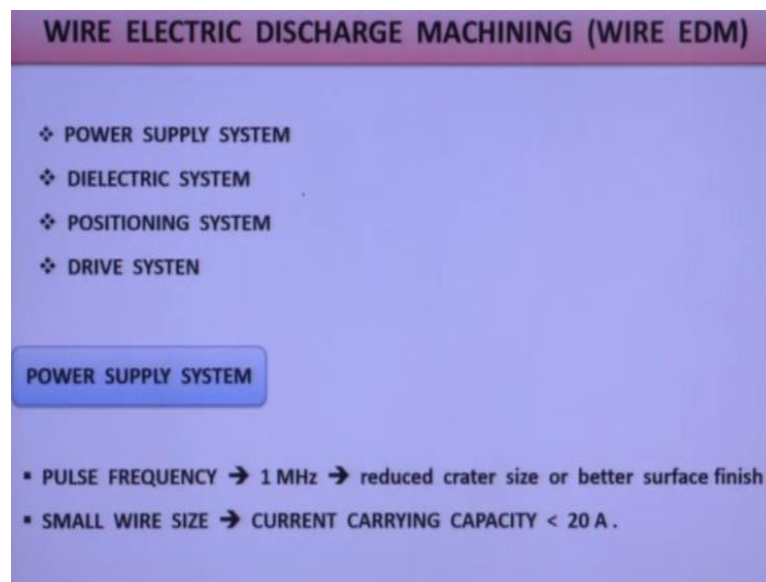 WIRE ELECTRIC DISCHARGE MACHINING (WIRE EDM)
❖ POWER SUPPLY SYSTEM
❖ DIELECTRIC SYSTEM
❖ POSITIONING SYSTEM
❖ DRIVE SYSTEN
POWER SUPPLY SYSTEM
▪ PULSE FREQUENCY ➔ 1 MHz ➔ reduced crater size or better surface finish
▪ SMALL WIRE SIZE ➔ CURRENT CARRYING CAPACITY < 20 A .